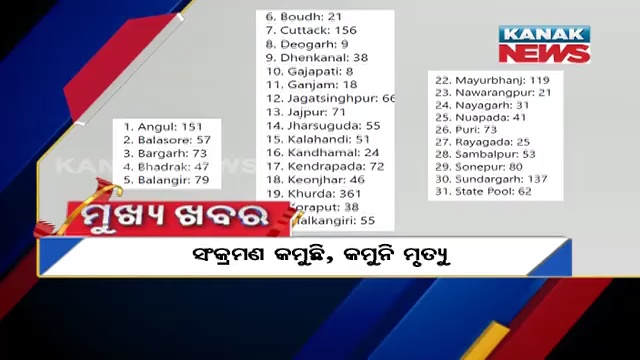 KANAK
NEWS
1. Angul: 151
2. Balasore: 57
3. Bargarh: 73
4. Bhadrak: 47
5. Balangir: 79
6. Boudh: 21
7. Cuttack: 156
8. Deogarh: 9
9. Dhenkanal: 38
10. Gajapati: 8
11. Ganjam: 18
12. Jagatsinghpur: 66
13. Jajpur: 71
14. Jharsuguda: 55
15. Kalahandi: 51
16. Kandhamal: 24
17. Kendrapada: 72
18. Keonjhar: 46
19. Khurda: 361
Koraput: 38
Malkangiri: 55
22. Mayurbhanj: 119
23. Nawarangpur: 21
24. Nayagarh: 31
25. Nuapada: 41
26. Puri: 73
27. Rayagada: 25
28. Sambalpur: 53
29. Sonepur: 80
30. Sundargarh: 137
31. State Pool: 62
ମୁଖ୍ୟ ଖବର
ସଂକ୍ରମଣ କମୁଛି, କମୁନି ମୃତ୍ୟୁ